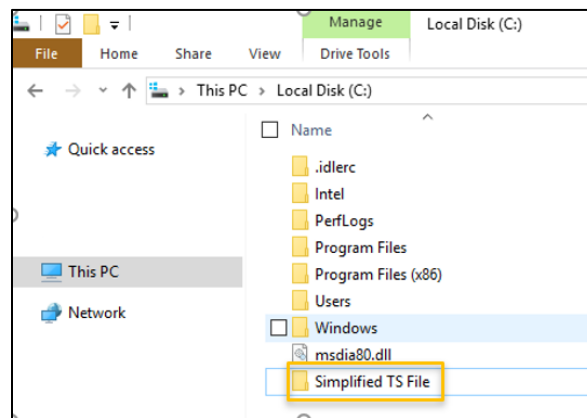 Manage
Local Disk (C:)
File
Home
Share
View
Drive Tools
This PC > Local Disk (C:)
Name
Quick access
.idlerc
Intel
PerfLogs
Program Files
This PC
Program Files (x86)
Users
Network
Windows
msdia80.dll
Simplified TS File